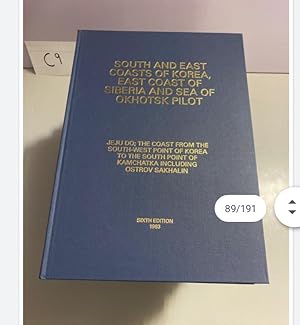 C9
SOUTH AND EAST
COASTS OF KOREA,
EAST COAST OF
SIBERIA AND SEA OF
OKHOTSK PILOT
JEJU DO; THE COAST FROM THE
SOUTH-WEST POINT OF KOREA
TO THE SOUTH POINT OF
KAMCHATKA INCLUDING
OSTROV SAKHALIN
89/191
SIXTH EDITION
1983